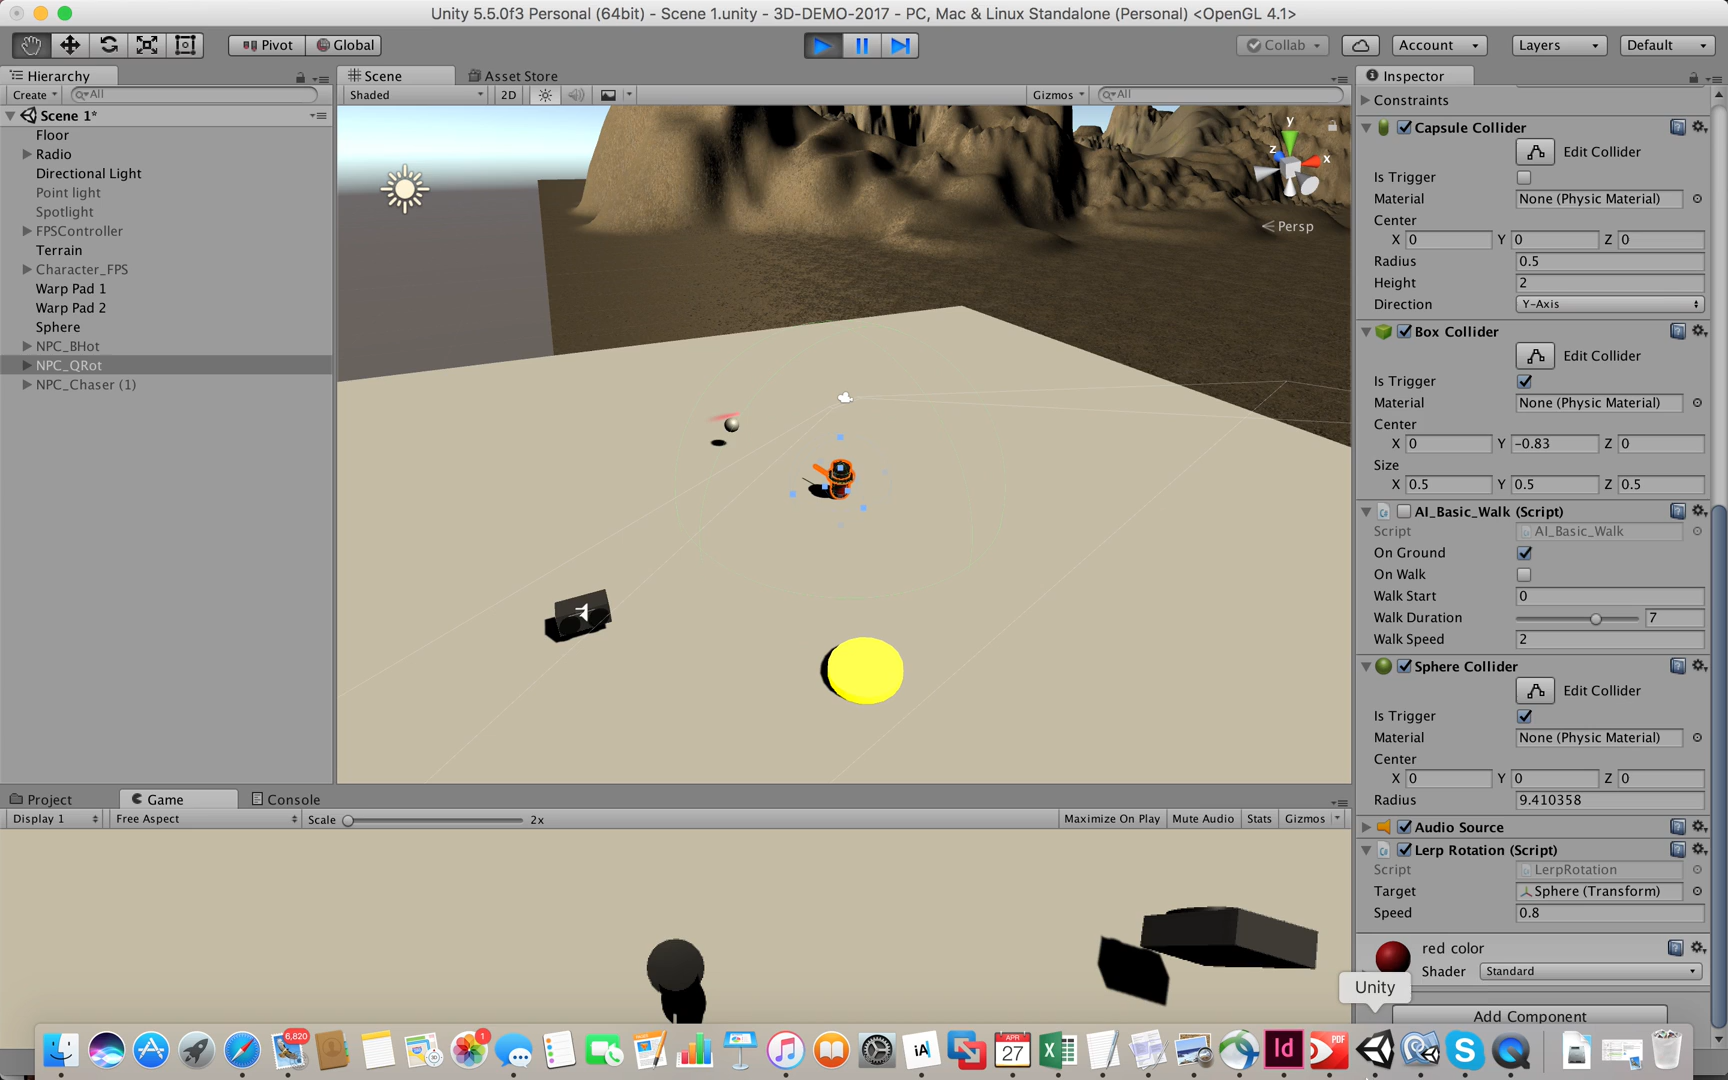 Unity 5.5.0f3 Personal (64bit) - Scene 1.unity - 3D-DEMO-2017 - PC, Mac & Linux Standalone (Personal) <OpenGL 4.1>
Pivot Global Collab Account Layers Default
Hierarchy
Create All
Scene 1*
Floor
Radio
Directional Light
Point light
Spotlight
FPSController
Terrain
Character_FPS
Warp Pad 1
Warp Pad 2
Sphere
NPC_BHot
NPC_QRot
NPC_Chaser (1)
Scene Asset Store
Shaded 2D Gizmos All
y
z
x
Persp
Inspector
Constraints
Capsule Collider
Edit Collider
Is Trigger
Material None (Physic Material)
Center
X 0 Y 0 Z 0
Radius 0.5
Height 2
Direction Y-Axis
Box Collider
Edit Collider
Is Trigger
Material None (Physic Material)
Center
X 0 Y -0.83 Z 0
Size
X 0.5 Y 0.5 Z 0.5
AI_Basic_Walk (Script)
Script AI_Basic_Walk
On Ground
On Walk
Walk Start 0
Walk Duration 7
Walk Speed 2
Sphere Collider
Edit Collider
Is Trigger
Material None (Physic Material)
Center
X 0 Y 0 Z 0
Radius 9.410358
Audio Source
Lerp Rotation (Script)
Script LerpRotation
Target Sphere (Transform)
Speed 0.8
red color
Shader Standard
Add Component
Project Game Console
Display 1 Free Aspect Scale 2x Maximize On Play Mute Audio Stats Gizmos
Unity
6,820
1
iA
APR
27
Id
PDF